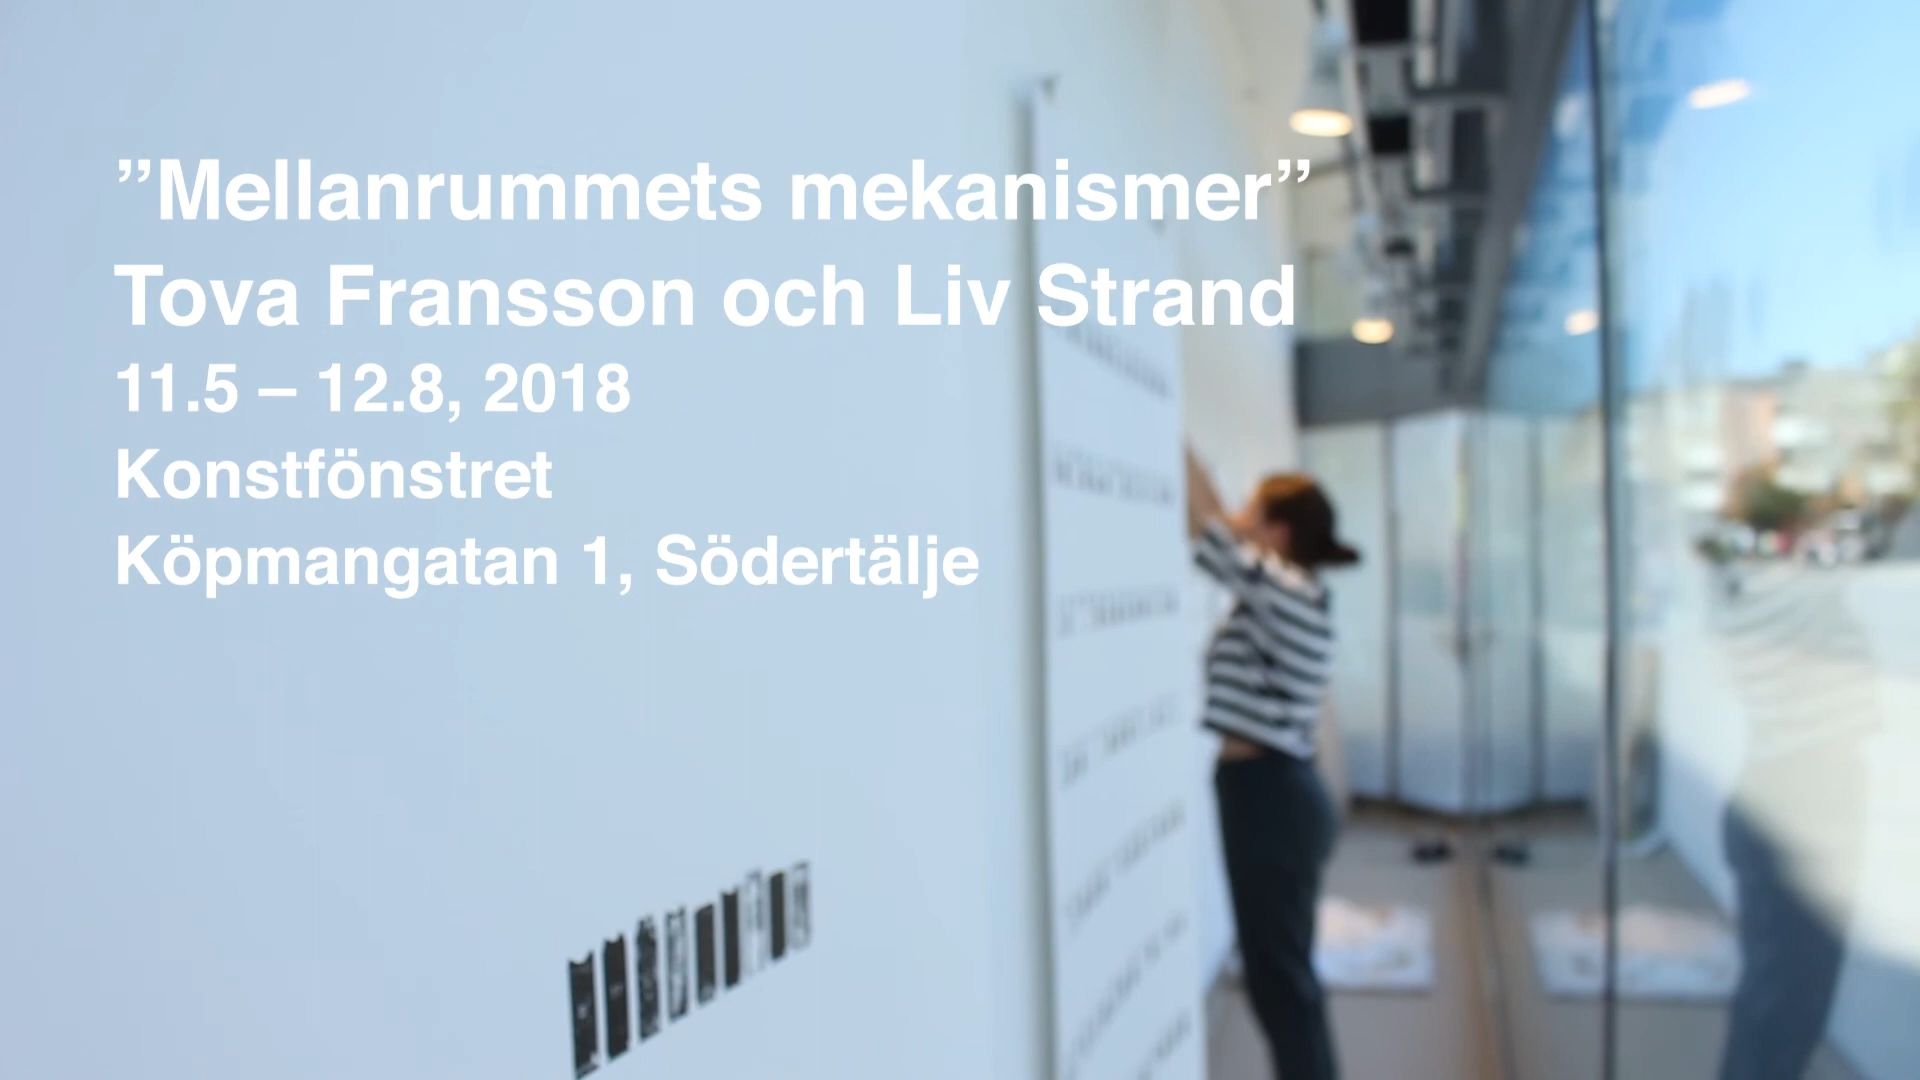 ”Mellanrummets mekanismer”
Tova Fransson och Liv Strand
11.5 – 12.8, 2018
Konstfönstret
Köpmangatan 1, Södertälje